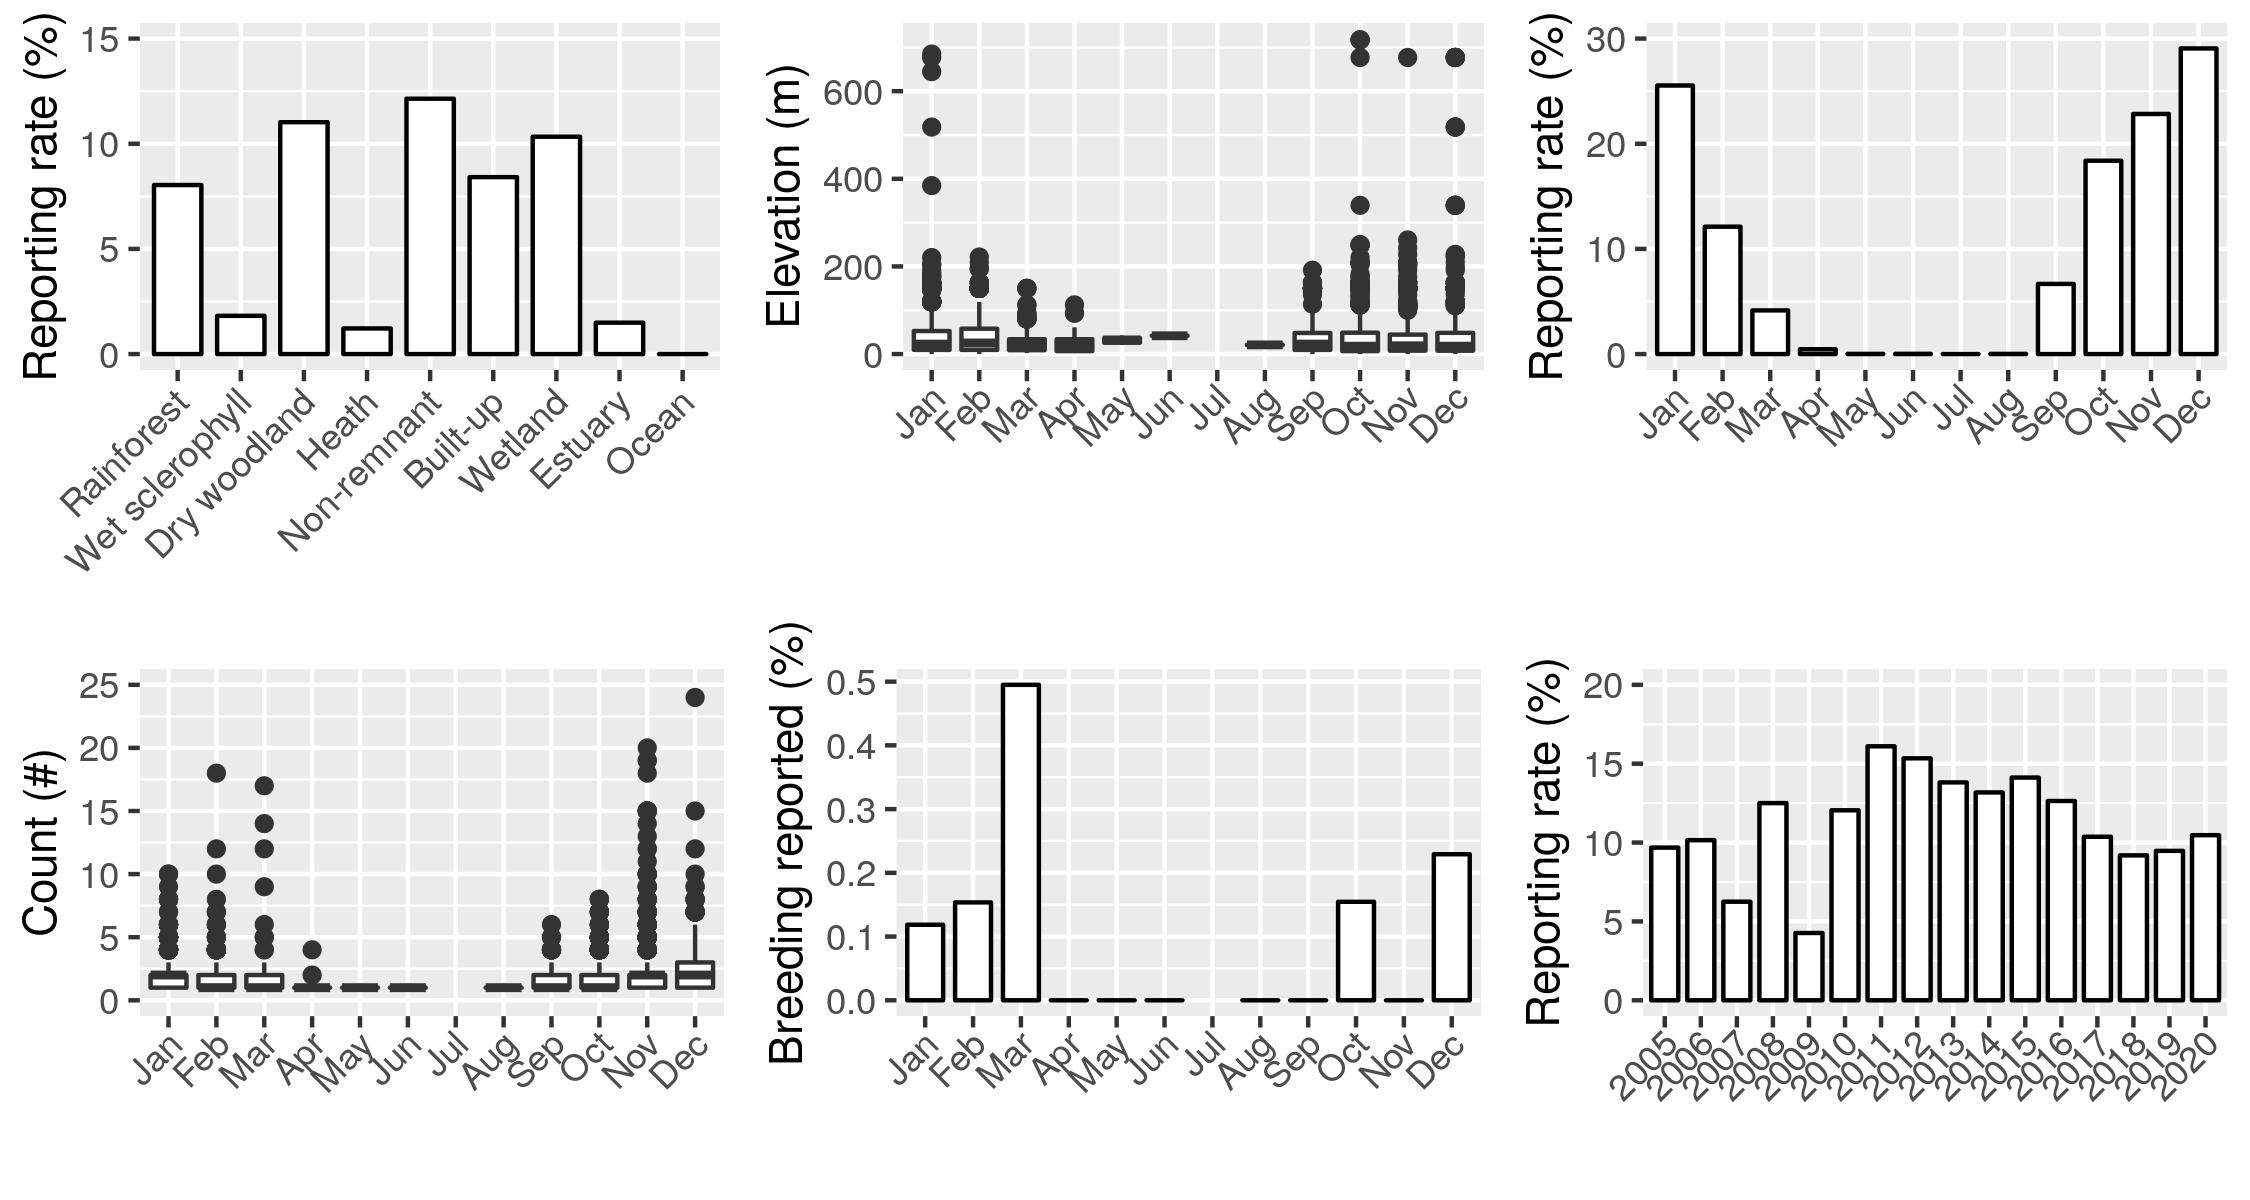 Reporting rate (%)
15
10
5
0
Rainforest
Wet sclerophyll
Dry woodland
Heath
Non-remnant
Built-up
Wetland
Estuary
Ocean
Elevation (m)
600
400
200
0
Jan
Feb
Mar
Apr
May
Jun
Jul
Aug
Sep
Oct
Nov
Dec
Reporting rate (%)
30
20
10
0
Jan
Feb
Mar
Apr
May
Jun
Jul
Aug
Sep
Oct
Nov
Dec
Count (#)
25
20
15
10
5
0
Jan
Feb
Mar
Apr
May
Jun
Jul
Aug
Sep
Oct
Nov
Dec
Breeding reported (%)
0.5
0.4
0.3
0.2
0.1
0.0
Jan
Feb
Mar
Apr
May
Jun
Jul
Aug
Sep
Oct
Nov
Dec
Reporting rate (%)
20
15
10
5
0
2005
2006
2007
2008
2009
2010
2011
2012
2013
2014
2015
2016
2017
2018
2019
2020